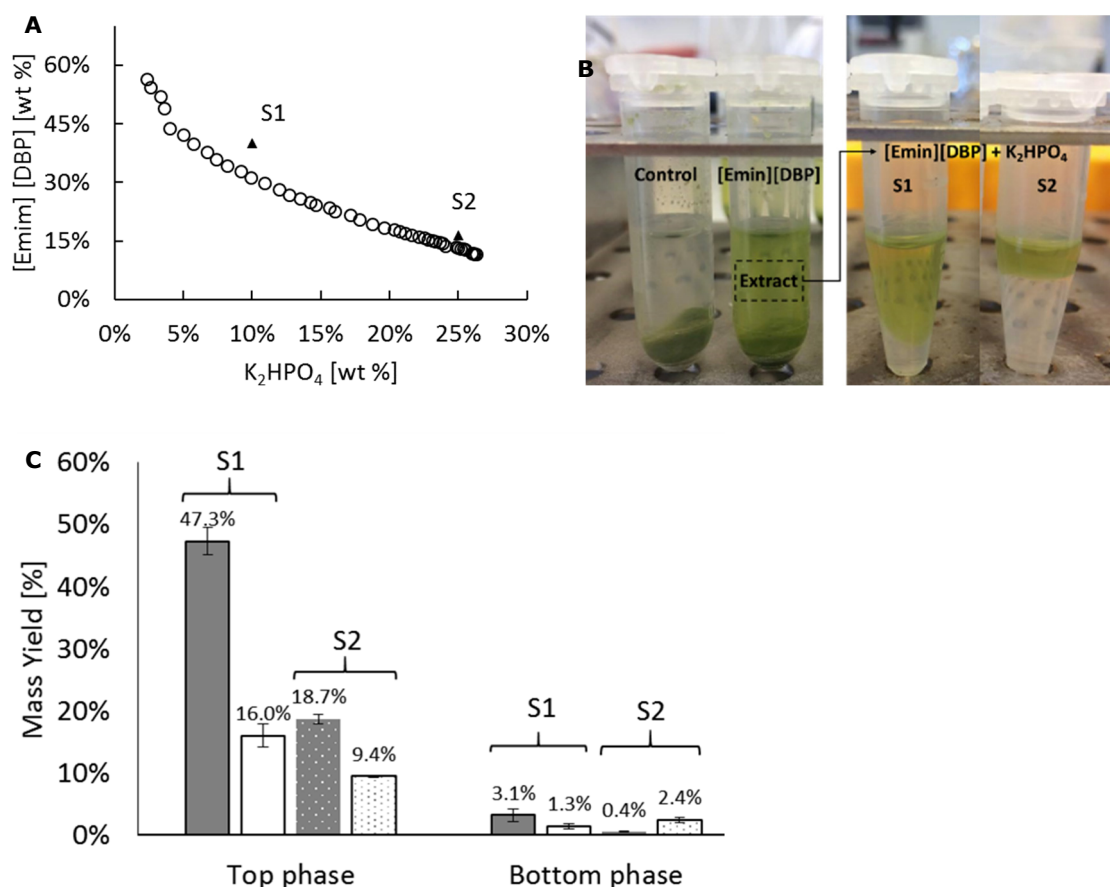 A
[Emim] [DBP] [wt %]
60%
45%
30%
15%
0%
S1
S2
0% 5% 10% 15% 20% 25% 30%
K₂HPO₄ [wt %]
B
Control
[Emin][DBP]
Extract
[Emin][DBP] + K₂HPO₄
S1
S2
C
Mass Yield [%]
60%
50%
40%
30%
20%
10%
0%
S1
47.3%
16.0%
S2
18.7%
9.4%
S1
3.1%
1.3%
S2
0.4%
2.4%
Top phase
Bottom phase